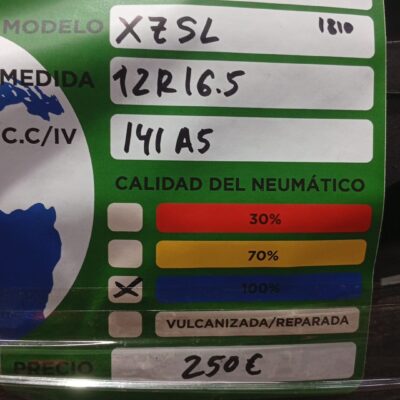 MODELO XZSL 1810
MEDIDA 12R16.5
C.C/IV 141 A5
CALIDAD DEL NEUMÁTICO
30%
70%
100%
VULCANIZADA/REPARADA
PRECIO 250€